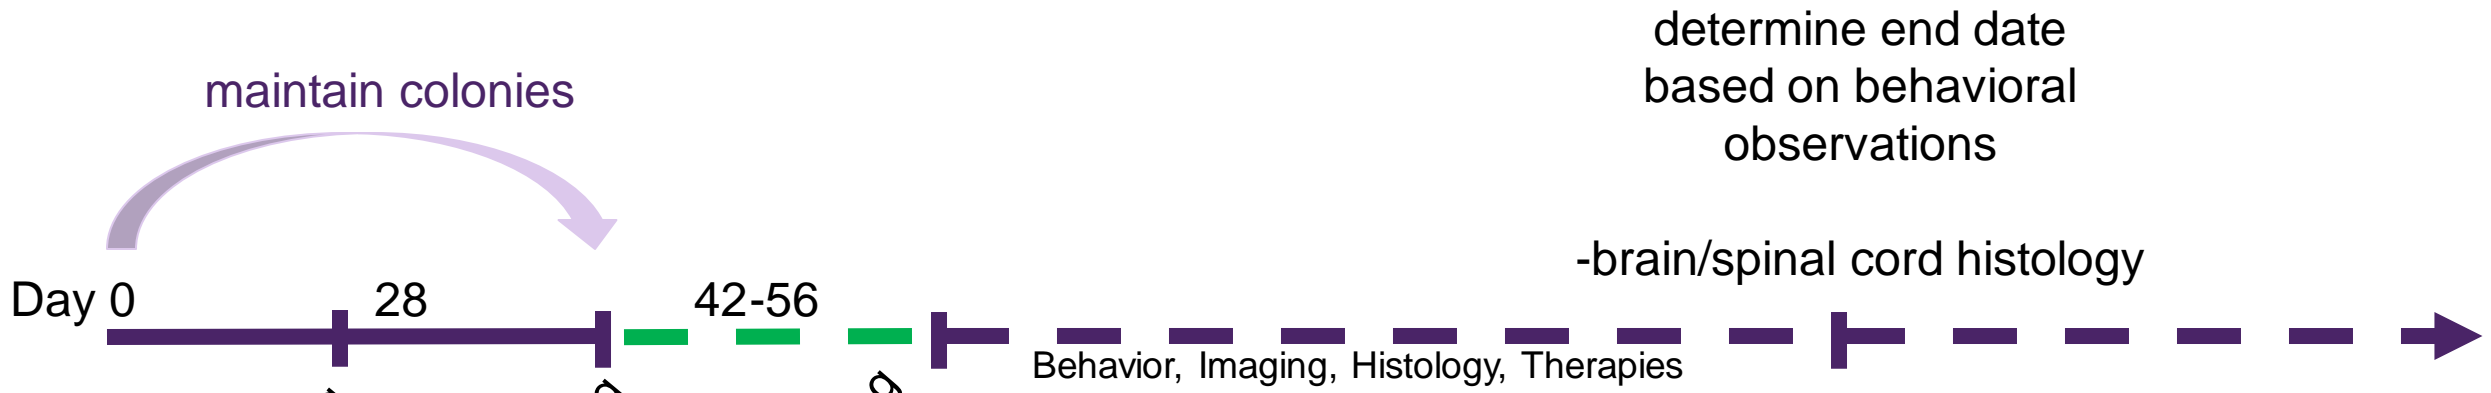 determine end date
based on behavioral
observations
maintain colonies
-brain/spinal cord histology
Day 0
28
42-56
Behavior, Imaging, Histology, Therapies